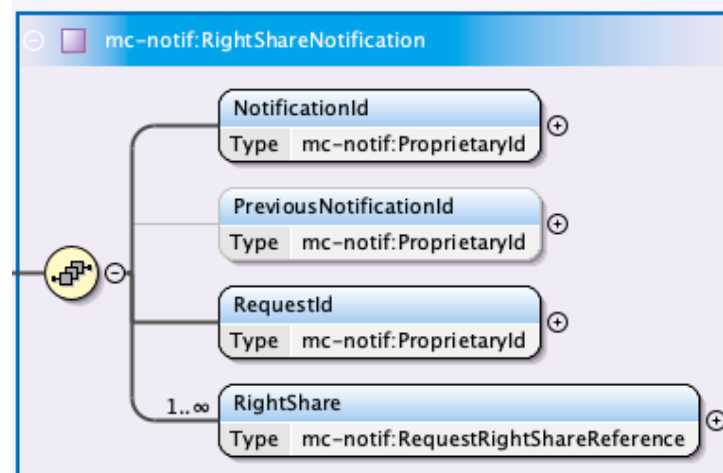 mc-notif:RightShareNotification
NotificationId
Type mc-notif:ProprietaryId
PreviousNotificationId
Type mc-notif:ProprietaryId
RequestId
Type mc-notif:ProprietaryId
1..∞ RightShare
Type mc-notif:RequestRightShareReference